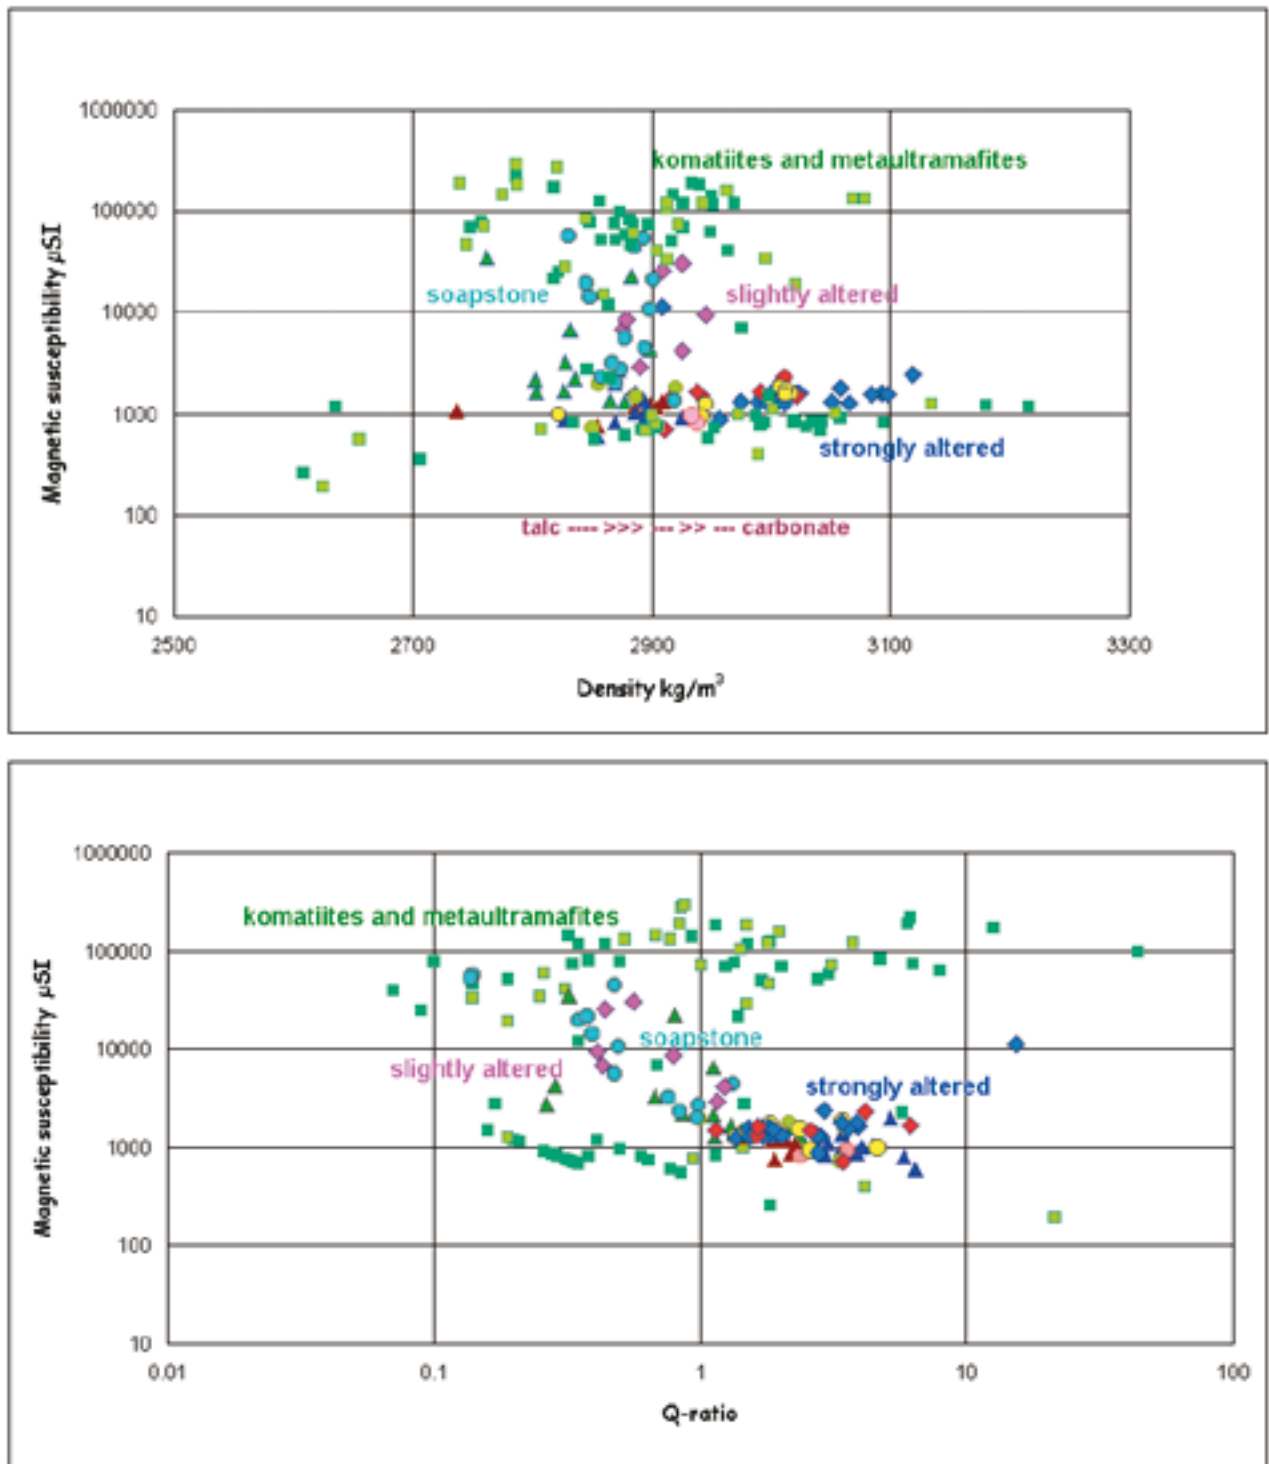 1000000
100000
10000
1000
100
10
Magnetic susceptibility µSI
komatiites and metaultramafites
soapstone
slightly altered
strongly altered
talc ---- >>> --- >> --- carbonate
2500 2700 2900 3100 3300
Density kg/m³
1000000
100000
10000
1000
100
10
Magnetic suseptibility µSI
komatiites and metaultramafites
soapstone
slightly altered
strongly altered
0.01 0.1 1 10 100
Q-ratio